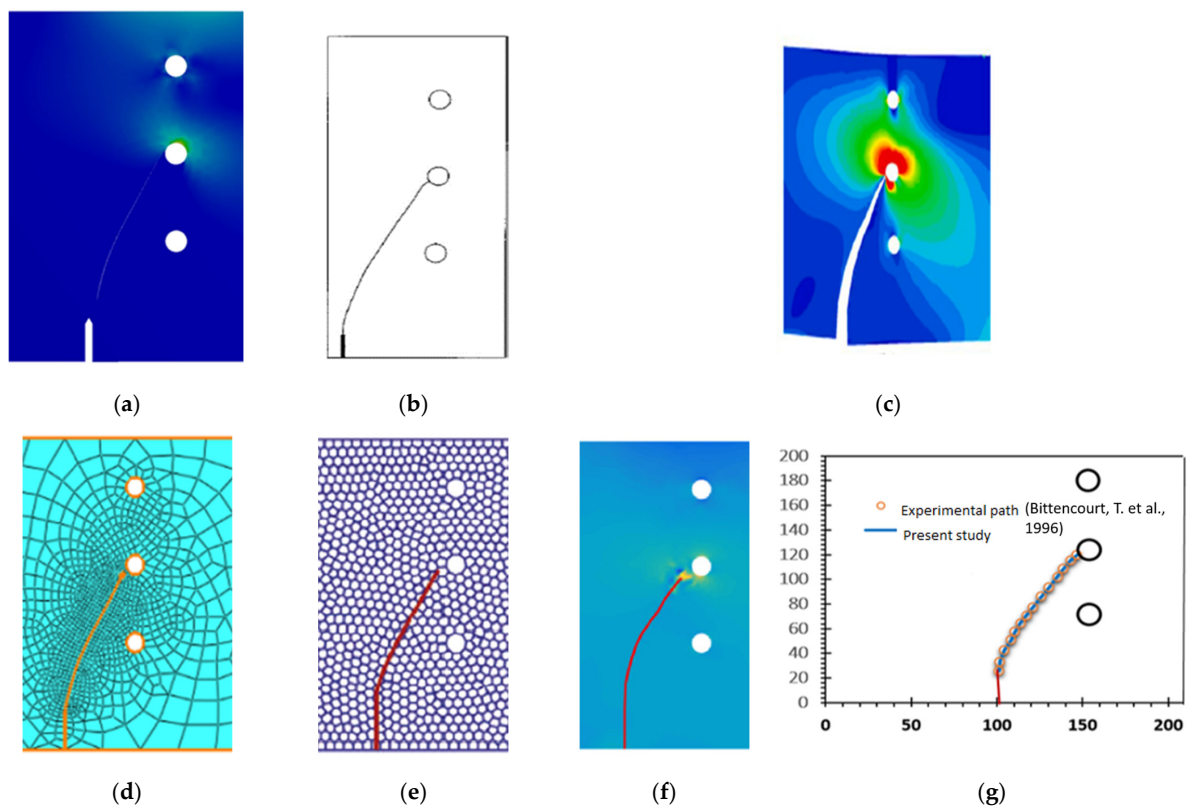 (a)
(b)
(c)
(d)
(e)
(f)
200
180
160
140
120
100
80
60
40
20
0
Experimental path (Bittencourt, T. et al.,
1996)
Present study
0 50 100 150 200
(g)